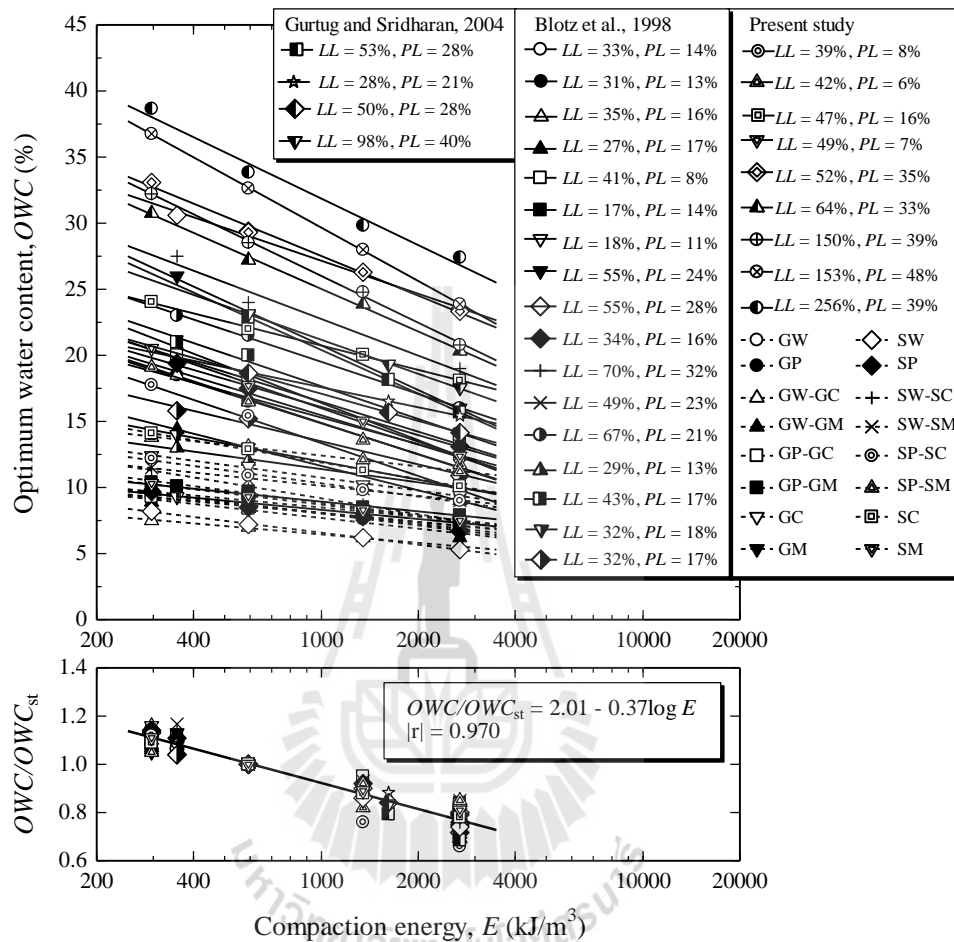 Gurtug and Sridharan, 2004
LL = 53%, PL = 28%
LL = 28%, PL = 21%
LL = 50%, PL = 28%
LL = 98%, PL = 40%
Blotz et al., 1998
LL = 33%, PL = 14%
LL = 31%, PL = 13%
LL = 35%, PL = 16%
LL = 27%, PL = 17%
LL = 41%, PL = 8%
LL = 17%, PL = 14%
LL = 18%, PL = 11%
LL = 55%, PL = 24%
LL = 55%, PL = 28%
LL = 34%, PL = 16%
LL = 70%, PL = 32%
LL = 49%, PL = 23%
LL = 67%, PL = 21%
LL = 29%, PL = 13%
LL = 43%, PL = 17%
LL = 32%, PL = 18%
LL = 32%, PL = 17%
Present study
LL = 39%, PL = 8%
LL = 42%, PL = 6%
LL = 47%, PL = 16%
LL = 49%, PL = 7%
LL = 52%, PL = 35%
LL = 64%, PL = 33%
LL = 150%, PL = 39%
LL = 153%, PL = 48%
LL = 256%, PL = 39%
GW
GP
GW-GC
GW-GM
GP-GC
GP-GM
GC
GM
SW
SP
SW-SC
SW-SM
SP-SC
SP-SM
SC
SM
Optimum water content, OWC (%)
45
40
35
30
25
20
15
10
5
0
200 400 1000 2000 4000 10000 20000
OWC/OWCst
1.4
1.2
1.0
0.8
0.6
OWC/OWCst = 2.01 - 0.37log E
|r| = 0.970
200 400 1000 2000 4000 10000 20000
Compaction energy, E (kJ/m³)